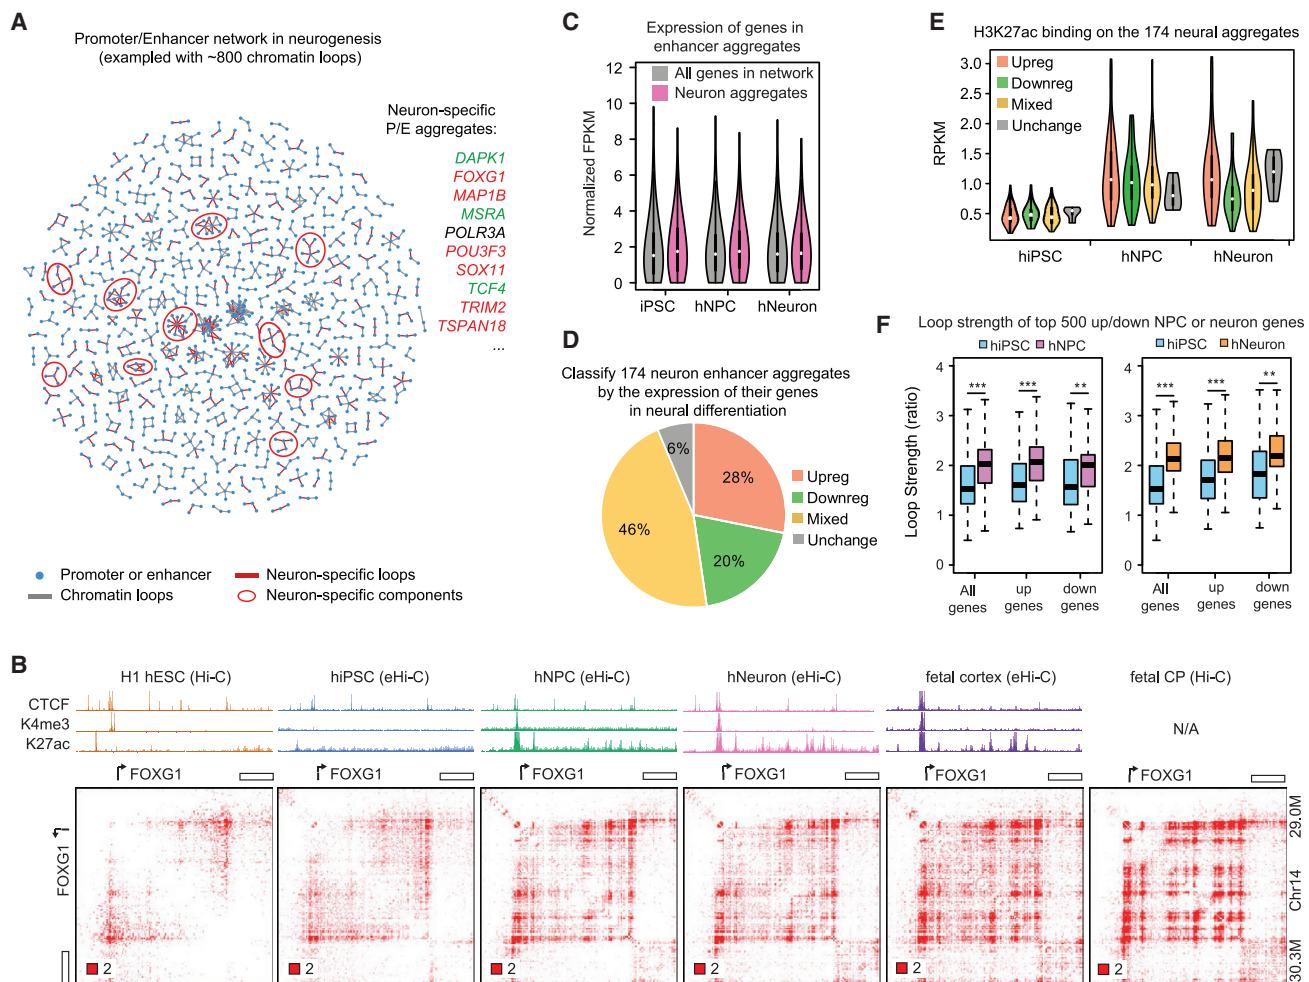 A
Promoter/Enhancer network in neurogenesis
(exampled with ~800 chromatin loops)
Neuron-specific
P/E aggregates:
DAPK1
FOXG1
MAP1B
MSRA
POLR3A
POU3F3
SOX11
TCF4
TRIM2
TSPAN18
...
Promoter or enhancer
Chromatin loops
Neuron-specific loops
Neuron-specific components
C
Expression of genes in
enhancer aggregates
All genes in network
Neuron aggregates
Normalized FPKM
12
10
8
6
4
2
0
iPSC hNPC hNeuron
D
Classify 174 neuron enhancer aggregates
by the expression of their genes
in neural differentiation
6%
28%
46%
20%
Upreg
Downreg
Mixed
Unchange
E
H3K27ac binding on the 174 neural aggregates
Upreg
Downreg
Mixed
Unchange
RPKM
3.0
2.5
2.0
1.5
1.0
0.5
hiPSC hNPC hNeuron
F
Loop strength of top 500 up/down NPC or neuron genes
hiPSC hNPC
hiPSC hNeuron
Loop Strength (ratio)
4
3
2
1
0
*** *** **
All genes
up genes
down genes
4
3
2
1
0
*** *** **
All genes
up genes
down genes
B
H1 hESC (Hi-C) hiPSC (eHi-C) hNPC (eHi-C) hNeuron (eHi-C) fetal cortex (eHi-C) fetal CP (Hi-C)
CTCF
K4me3
K27ac
N/A
FOXG1 FOXG1 FOXG1 FOXG1 FOXG1 FOXG1
FOXG1
2 2 2 2 2 2
29.0M
Chr14
30.3M